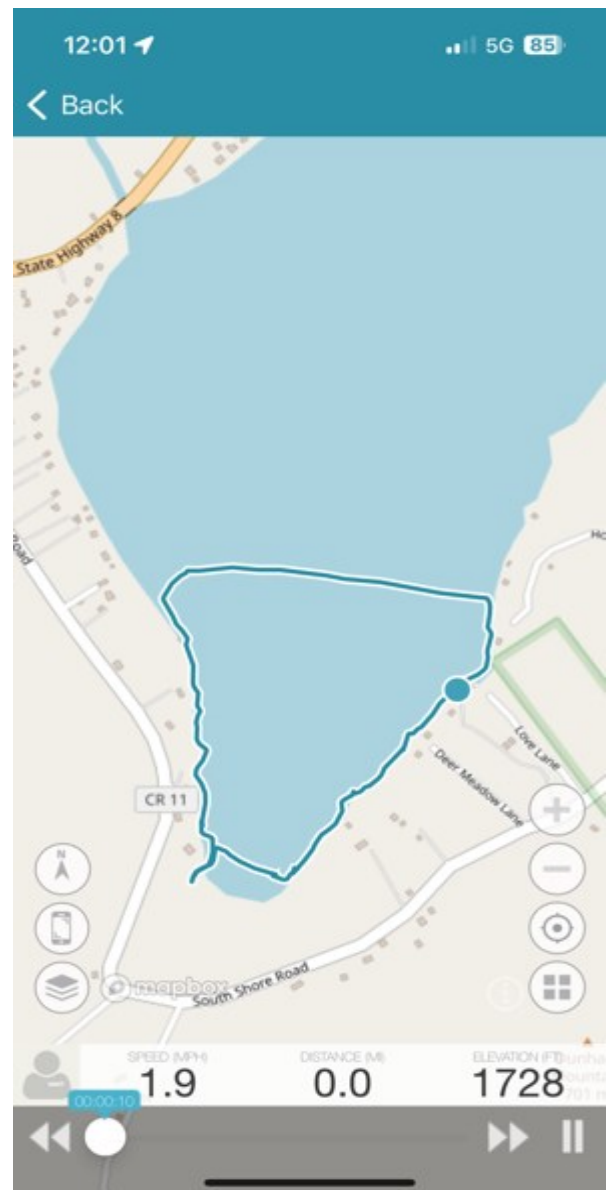 12:01
5G 85
Back
State Highway 8
Road
Ho
Love Lane
Deer Meadow Lane
CR 11
N
mapbox
South Shore Road
SPEED (MPH)
DISTANCE (MI)
ELEVATION (FT)
1.9
0.0
1728
00:00:10